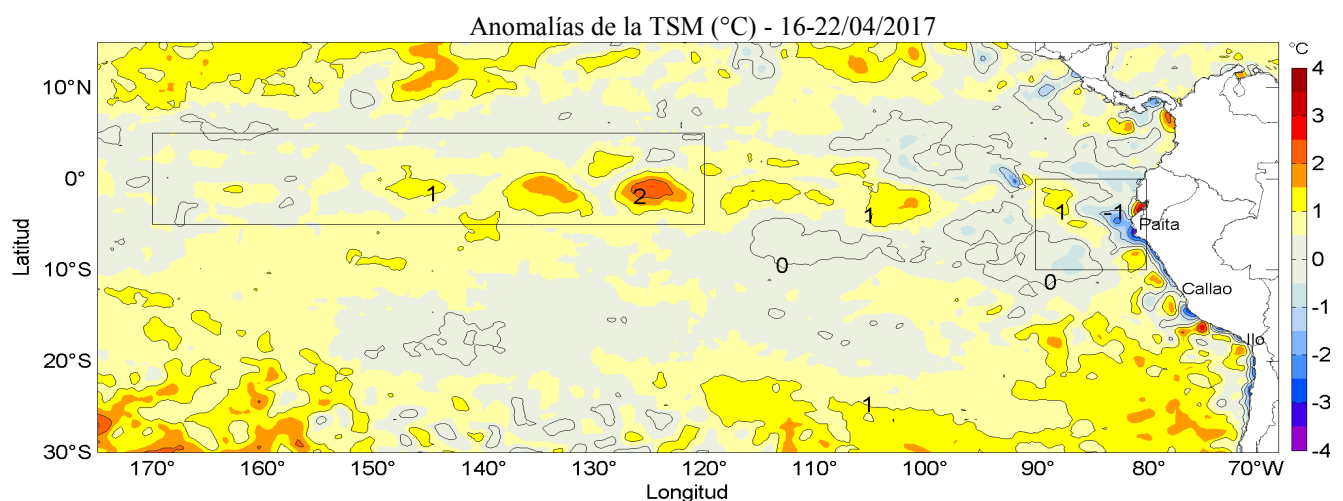 Anomalías de la TSM (°C) - 16-22/04/2017
°C
10°N
0°
10°S
20°S
30°S
Latitud
1
2
1
1
-1
Paita
0
0
Callao
Ilo
1
4
3
2
1
0
-1
-2
-3
-4
170° 160° 150° 140° 130° 120° 110° 100° 90° 80° 70°W
Longitud